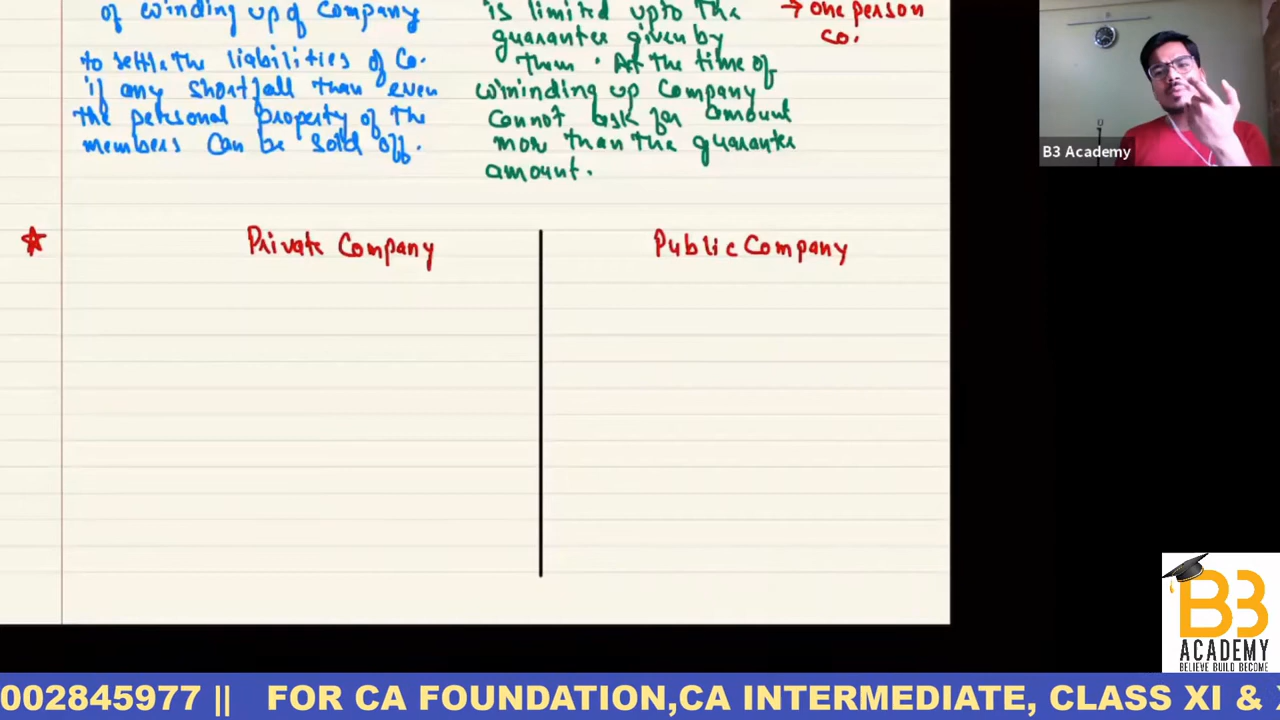 of winding up of Company
to settle the liabilities of Co.
if any shortfall than even
the personal property of the
members Can be Sold off.
is limited upto the
guarantee given by
them. At the time of
winding up Company
Cannot ask for amount
more than the guarantee
amount.
→ one person
Co.
Private Company
Public Company
B3 Academy
B3
ACADEMY
BELIEVE BUILD BECOME
002845977 || FOR CA FOUNDATION,CA INTERMEDIATE, CLASS XI &